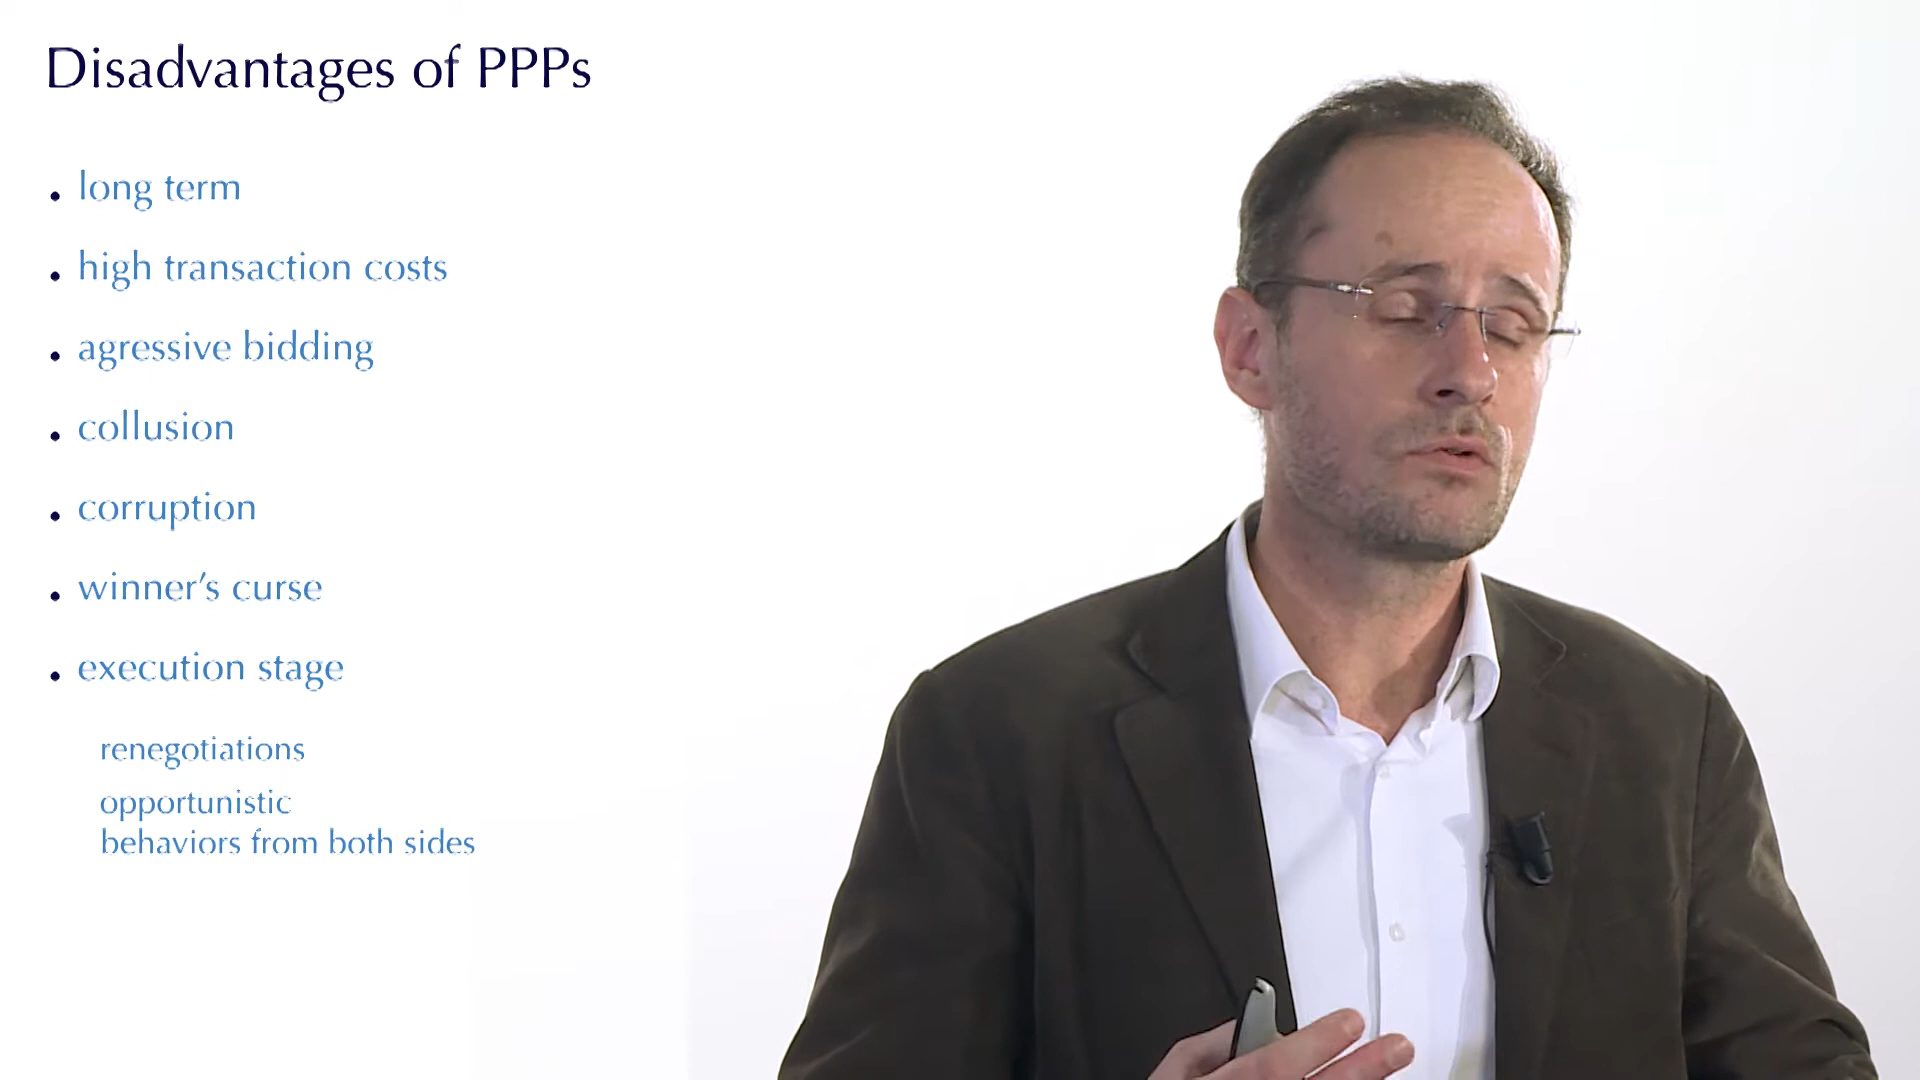 Disadvantages of PPPs
• long term
• high transaction costs
• agressive bidding
• collusion
• corruption
• winner’s curse
• execution stage
renegotiations
opportunistic
behaviors from both sides